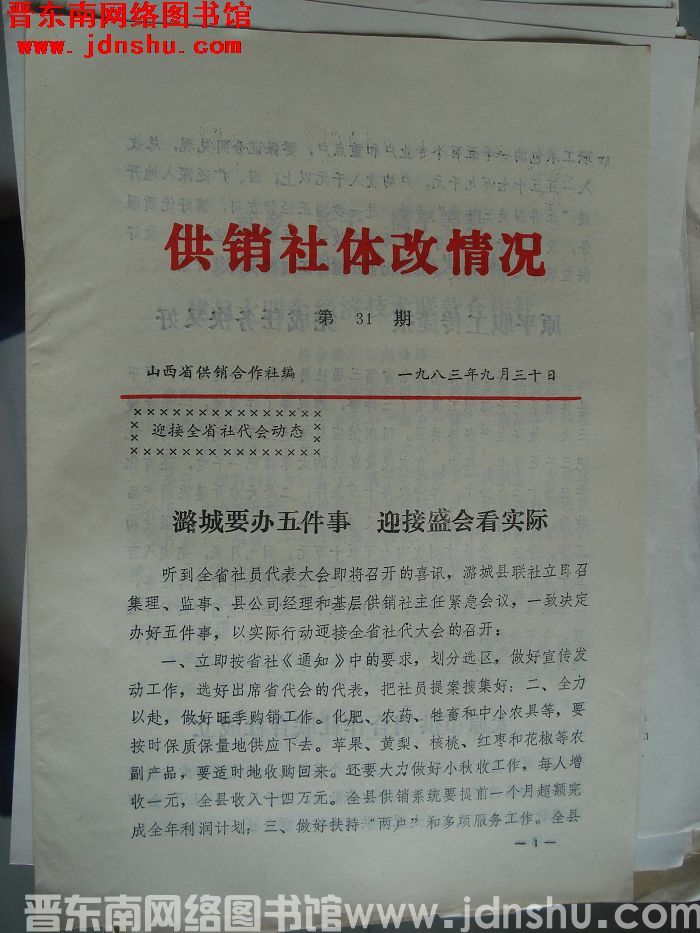 晋东南网络图书馆
www.jdnshu.com
供销社体改情况
第 31 期
山西省供销合作社编 一九八三年九月三十日
迎接全省社代会动态
潞城要办五件事 迎接盛会看实际
听到全省社员代表大会即将召开的喜讯，潞城县联社立即召
集理、监事、县公司经理和基层供销社主任紧急会议，一致决定
办好五件事，以实际行动迎接全省社代大会的召开：
一、立即按省社《通知》中的要求，划分选区，做好宣传发
动工作，选好出席省代会的代表，把社员提案搜集好；二、全力
以赴，做好旺季购销工作。化肥、农药、牲畜和中小农具等，要
按时保质保量地供应下去。苹果、黄梨、核桃、红枣和花椒等农
副产品，要适时地收购回来。还要大力做好小秋收工作，每人增
收一元，全县收入十四万元。全县供销系统要提前一个月超额完
成全年利润计划；三、做好扶持“两户”和多项服务工作。全县
—1—
晋东南网络图书馆www.jdnshu.com